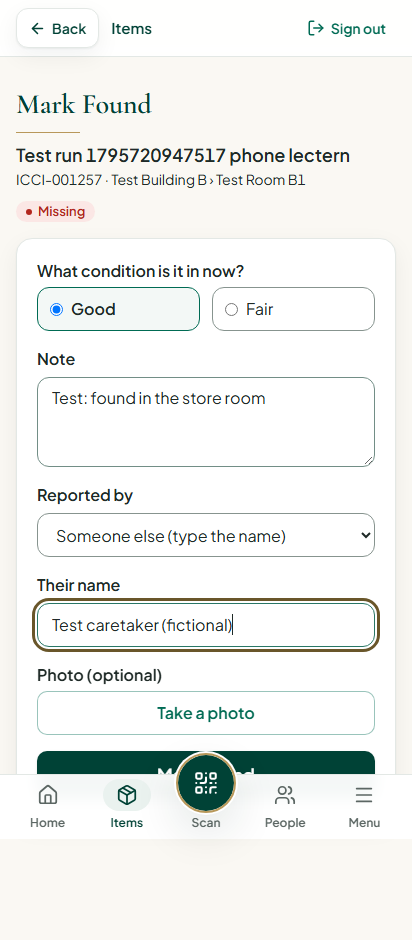 Back Items Sign out
Mark Found
Test run 1795720947517 phone lectern
ICCI-001257 · Test Building B › Test Room B1
Missing
What condition is it in now?
Good Fair
Note
Test: found in the store room
Reported by
Someone else (type the name)
Their name
Test caretaker (fictional)
Photo (optional)
Take a photo
Home Items Scan People Menu